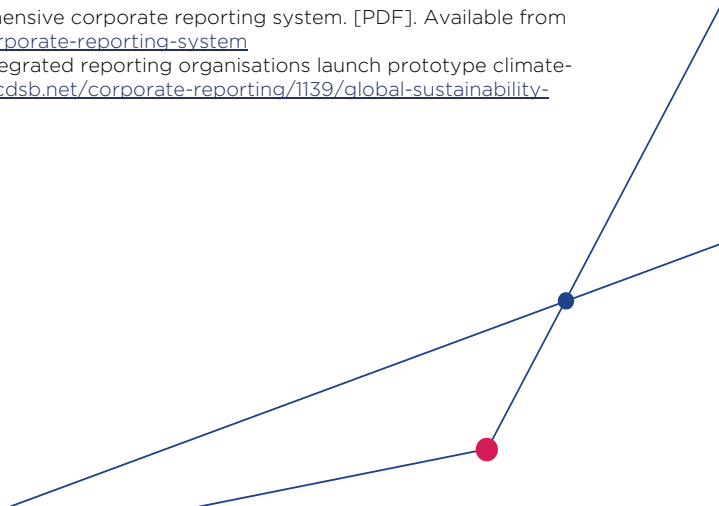 ensive corporate reporting system. [PDF]. Available from
rporate-reporting-system
egrated reporting organisations launch prototype climate-
cdsb.net/corporate-reporting/1139/global-sustainability-